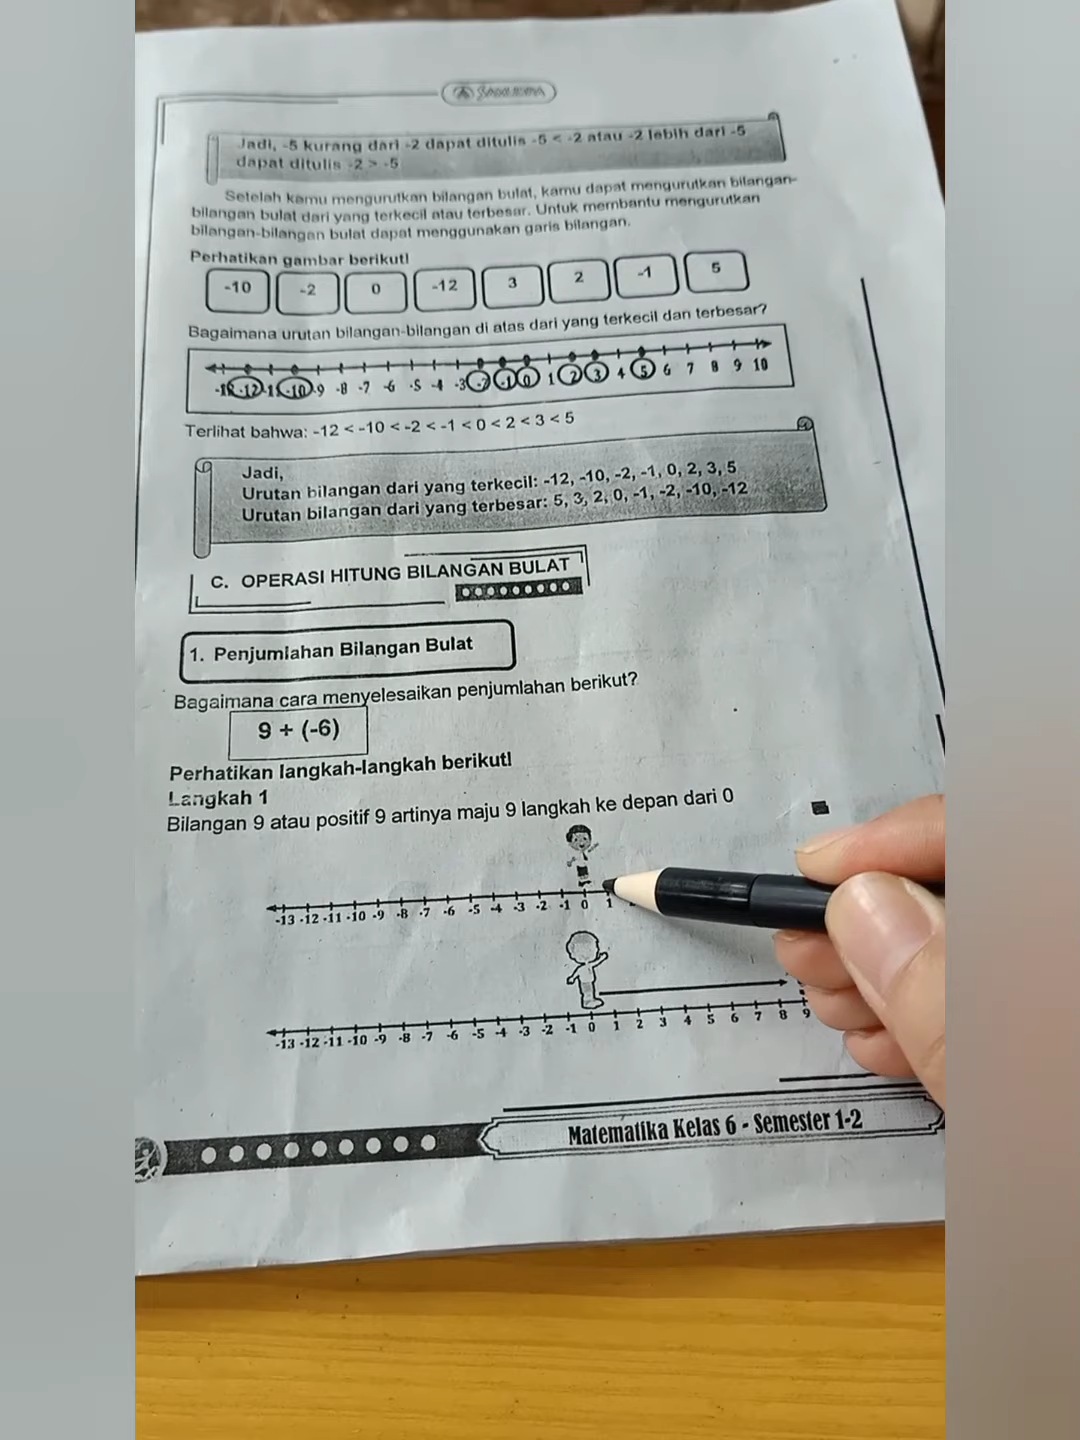 Jadi, -5 kurang dari -2 dapat ditulis -5 < -2 atau -2 lebih dari -5
dapat ditulis -2 > -5
Setelah kamu mengurutkan bilangan bulat, kamu dapat mengurutkan bilangan-
bilangan bulat dari yang terkecil atau terbesar. Untuk membantu mengurutkan
bilangan-bilangan bulat dapat menggunakan garis bilangan.
Perhatikan gambar berikut!
-10 -2 0 -12 3 2 -1 5
Bagaimana urutan bilangan-bilangan di atas dari yang terkecil dan terbesar?
-12 -10 -9 -8 -7 -6 -5 -4 -3 -2 -1 0 1 2 3 4 5 6 7 8 9 10
Terlihat bahwa: -12 < -10 < -2 < -1 < 0 < 2 < 3 < 5
Jadi,
Urutan bilangan dari yang terkecil: -12, -10, -2, -1, 0, 2, 3, 5
Urutan bilangan dari yang terbesar: 5, 3, 2, 0, -1, -2, -10, -12
C. OPERASI HITUNG BILANGAN BULAT
1. Penjumlahan Bilangan Bulat
Bagaimana cara menyelesaikan penjumlahan berikut?
9 + (-6)
Perhatikan langkah-langkah berikut!
Langkah 1
Bilangan 9 atau positif 9 artinya maju 9 langkah ke depan dari 0
-13 -12 -11 -10 -9 -8 -7 -6 -5 -4 -3 -2 -1 0 1
-13 -12 -11 -10 -9 -8 -7 -6 -5 -4 -3 -2 -1 0 1 2 3 4 5 6 7 8 9
Matematika Kelas 6 - Semester 1-2